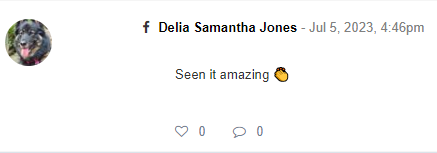 Delia Samantha Jones - Jul 5, 2023, 4:46pm
Seen it amazing 👏
0 0